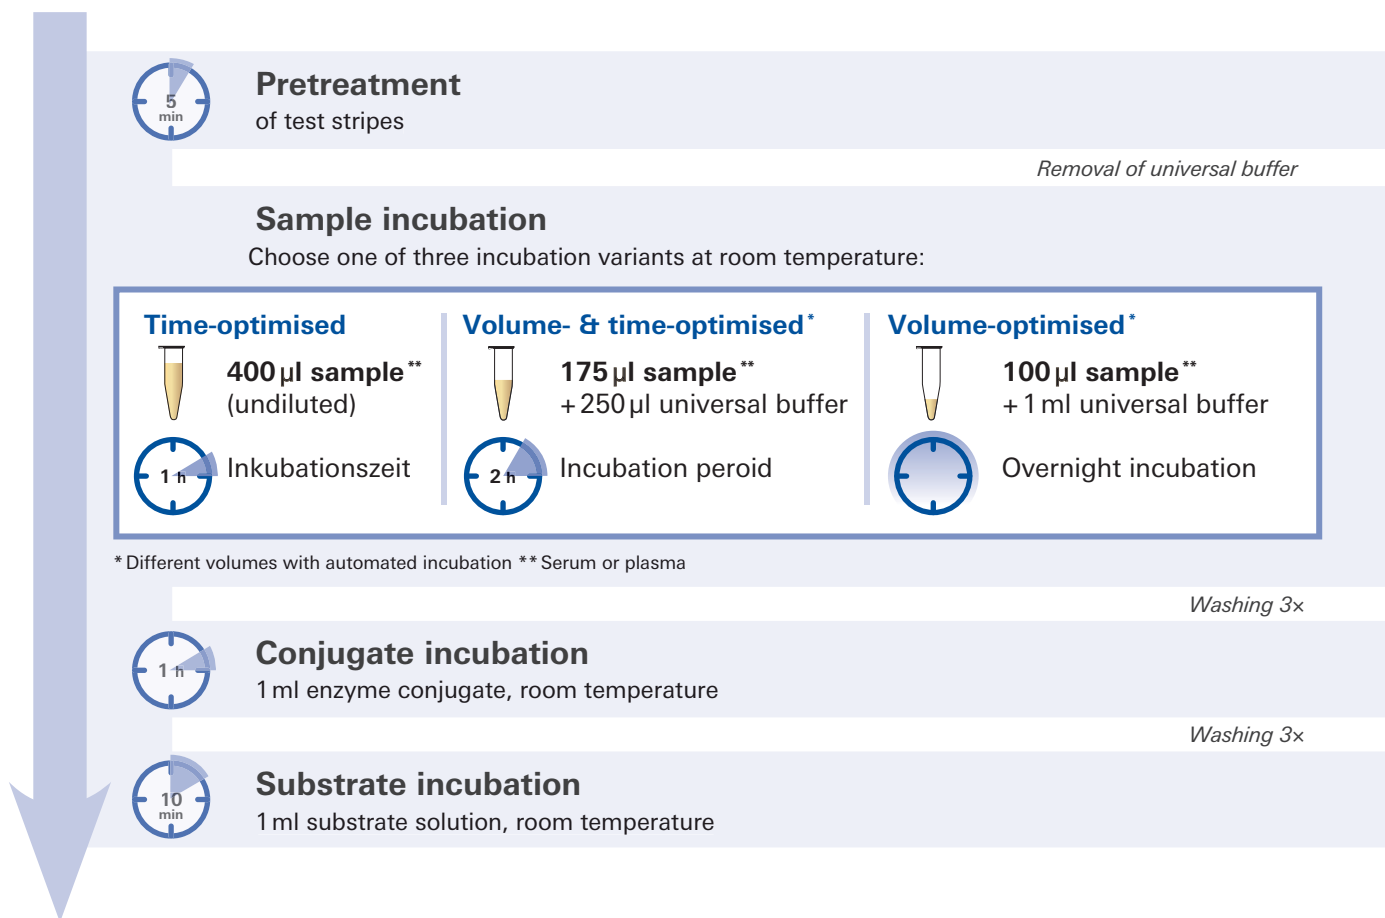 5
min
Pretreatment
of test stripes
Removal of universal buffer
Sample incubation
Choose one of three incubation variants at room temperature:
Time-optimised
400 µl sample**
(undiluted)
1 h
Inkubationszeit
Volume- & time-optimised*
175 µl sample**
+ 250 µl universal buffer
2 h
Incubation peroid
Volume-optimised*
100 µl sample**
+ 1 ml universal buffer
Overnight incubation
* Different volumes with automated incubation ** Serum or plasma
Washing 3×
1 h
Conjugate incubation
1 ml enzyme conjugate, room temperature
Washing 3×
10
min
Substrate incubation
1 ml substrate solution, room temperature